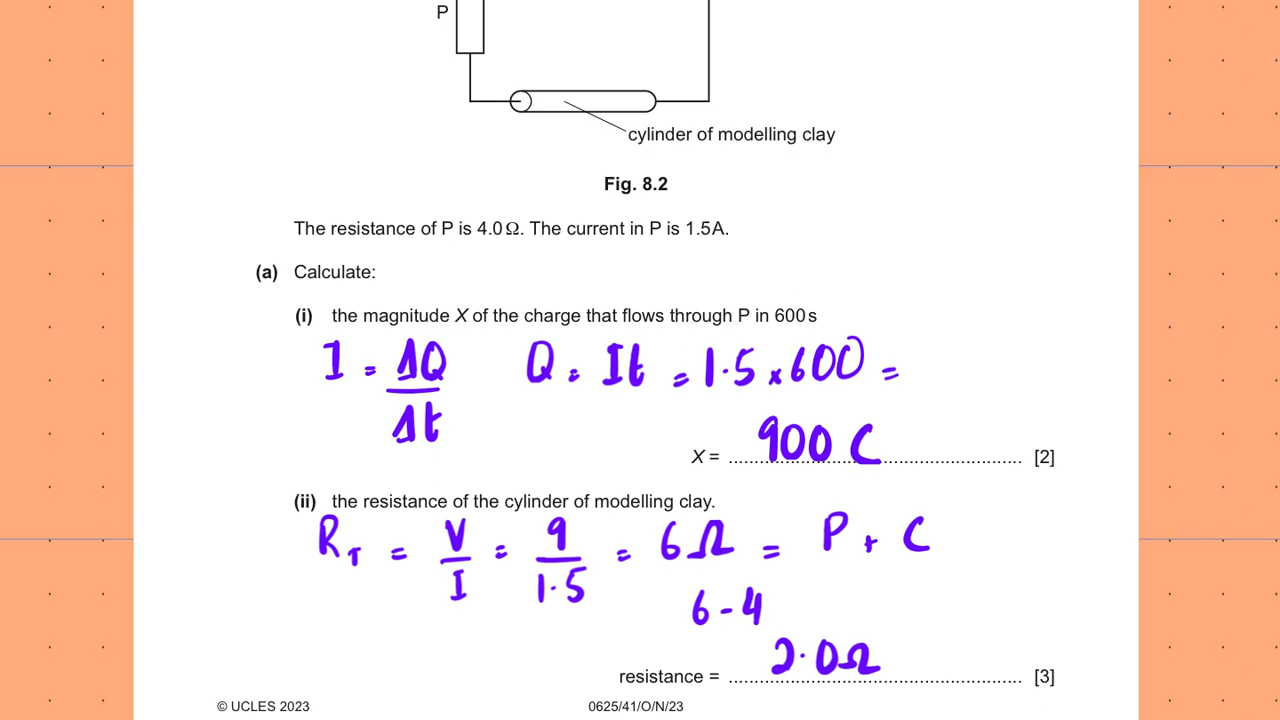 P
cylinder of modelling clay
Fig. 8.2
The resistance of P is 4.0 Ω. The current in P is 1.5 A.
(a) Calculate:
(i) the magnitude X of the charge that flows through P in 600 s
I = ΔQ / Δt Q = It = 1.5 × 600 =
X = 900 C [2]
(ii) the resistance of the cylinder of modelling clay.
R_T = V / I = 9 / 1.5 = 6 Ω = P + C
6 - 4
resistance = 2.0 Ω [3]
© UCLES 2023 0625/41/O/N/23